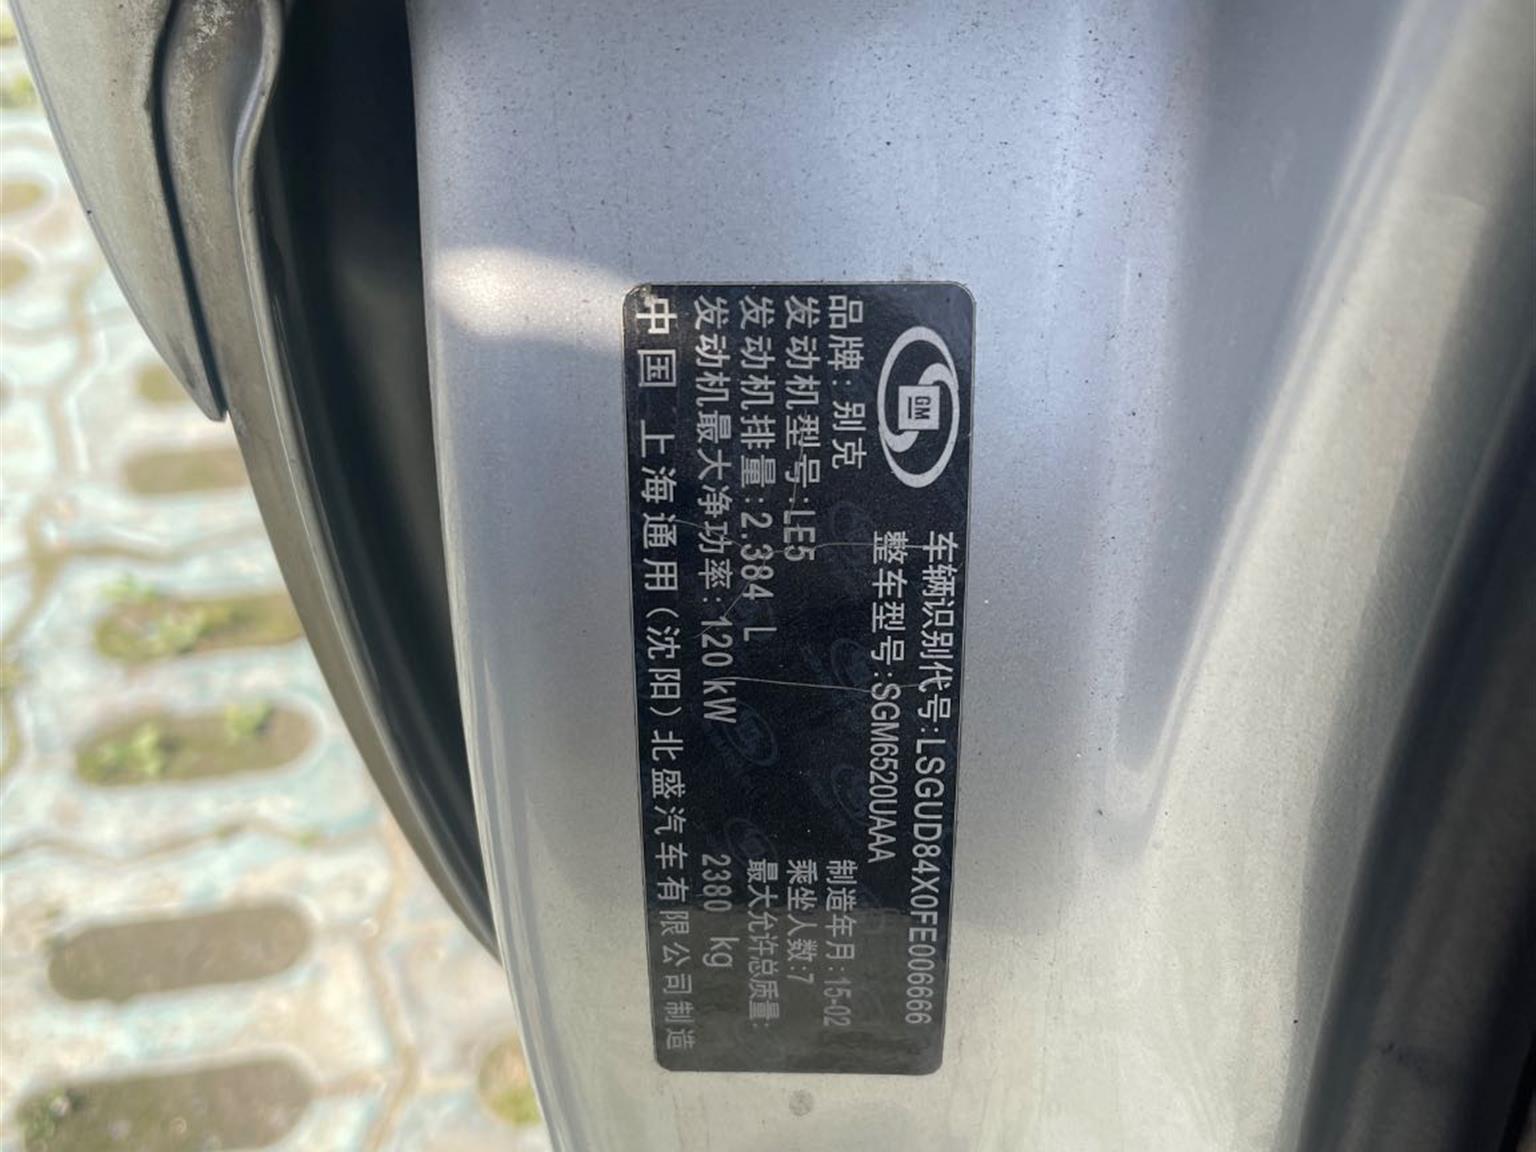 GM
车辆识别代号:LSGUD84X0FE006666
整车型号:SGM6520UAAA
品牌:别克
制造年月:15-02
发动机型号:LE5
乘坐人数:7
发动机排量:2.384 L
最大允许总质量:
发动机最大净功率:120 kW
2380 kg
中国 上海通用(沈阳)北盛汽车有限公司制造